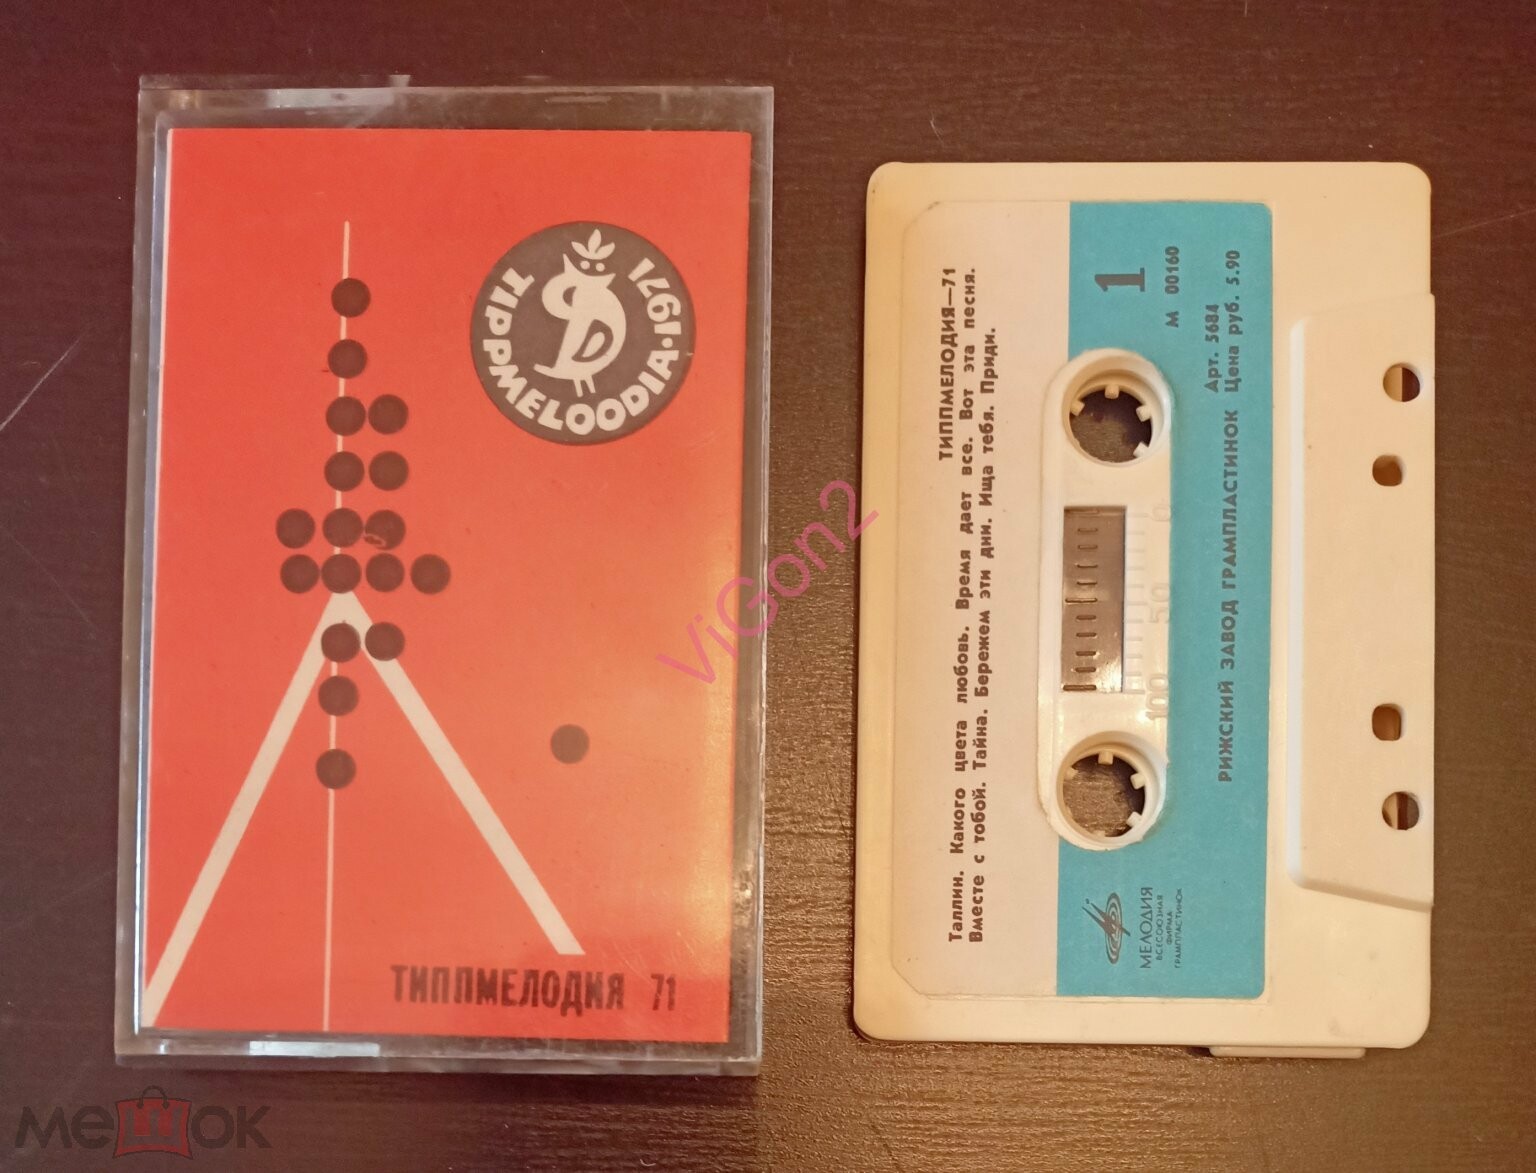 TIPPMELOODIA·1971
ТИППМЕЛОДИЯ 71
ТИППМЕЛОДИЯ—71
Таллин. Какого цвета любовь. Время дает все. Вот эта песня.
Вместе с тобой. Тайна. Бережем эти дни. Ища тебя. Приди.
1
М 00160
Арт. 5684
РИЖСКИЙ ЗАВОД ГРАМПЛАСТИНОК Цена руб. 5.90
МЕЛОДИЯ
ВСЕСОЮЗНАЯ
ФИРМА
ГРАМПЛАСТИНОК
100 50 0
ViGon2
мешок